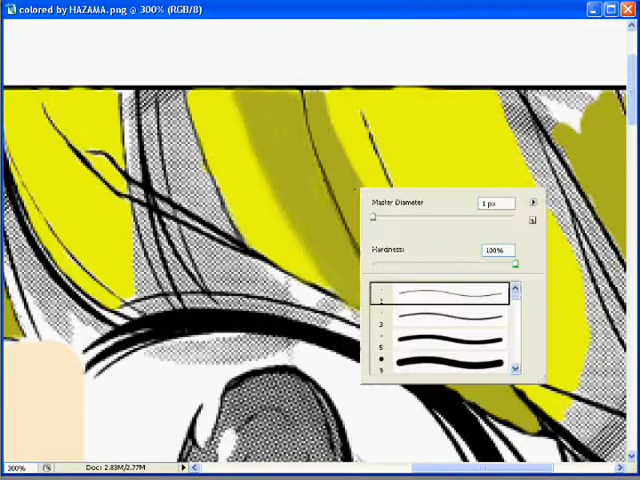 colored by HAZAMA.png @ 300% (RGB/8)
Master Diameter
1 px
Hardness:
100%
1
3
5
9
300%
Doc: 2.83M/2.77M